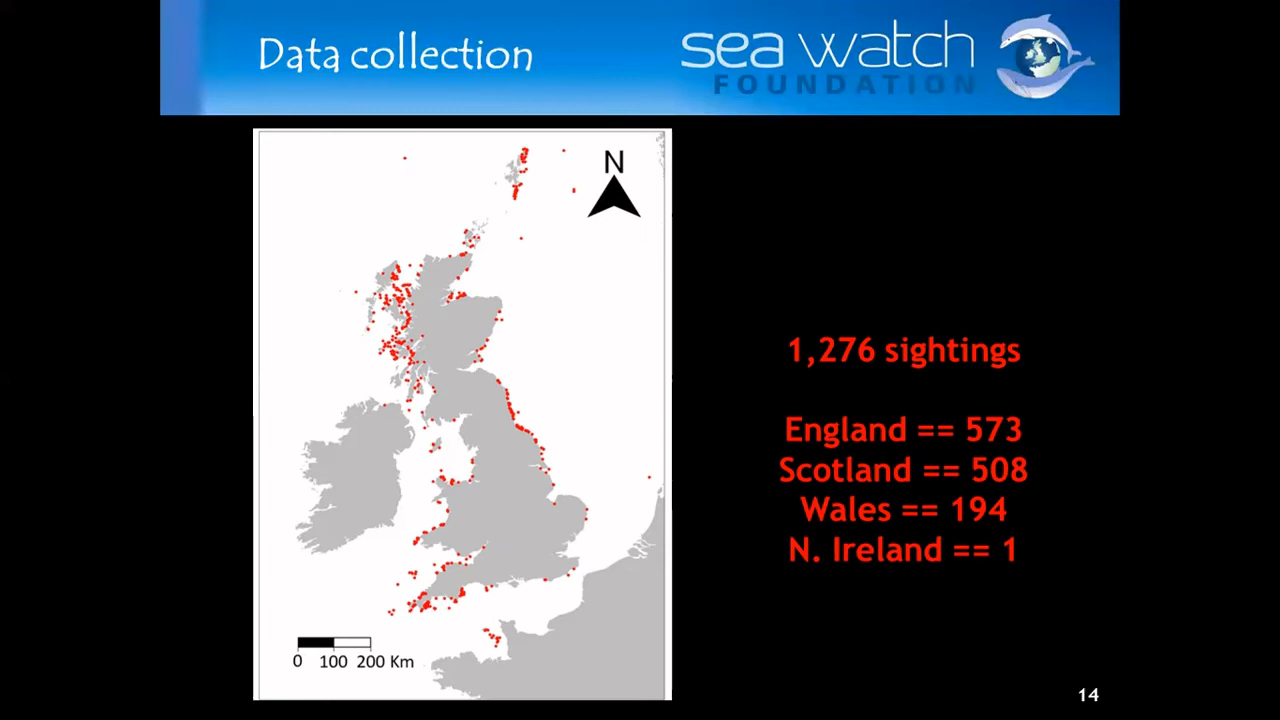 Data collection
sea watch
FOUNDATION
N
1,276 sightings
England == 573
Scotland == 508
Wales == 194
N. Ireland == 1
0 100 200 Km
14